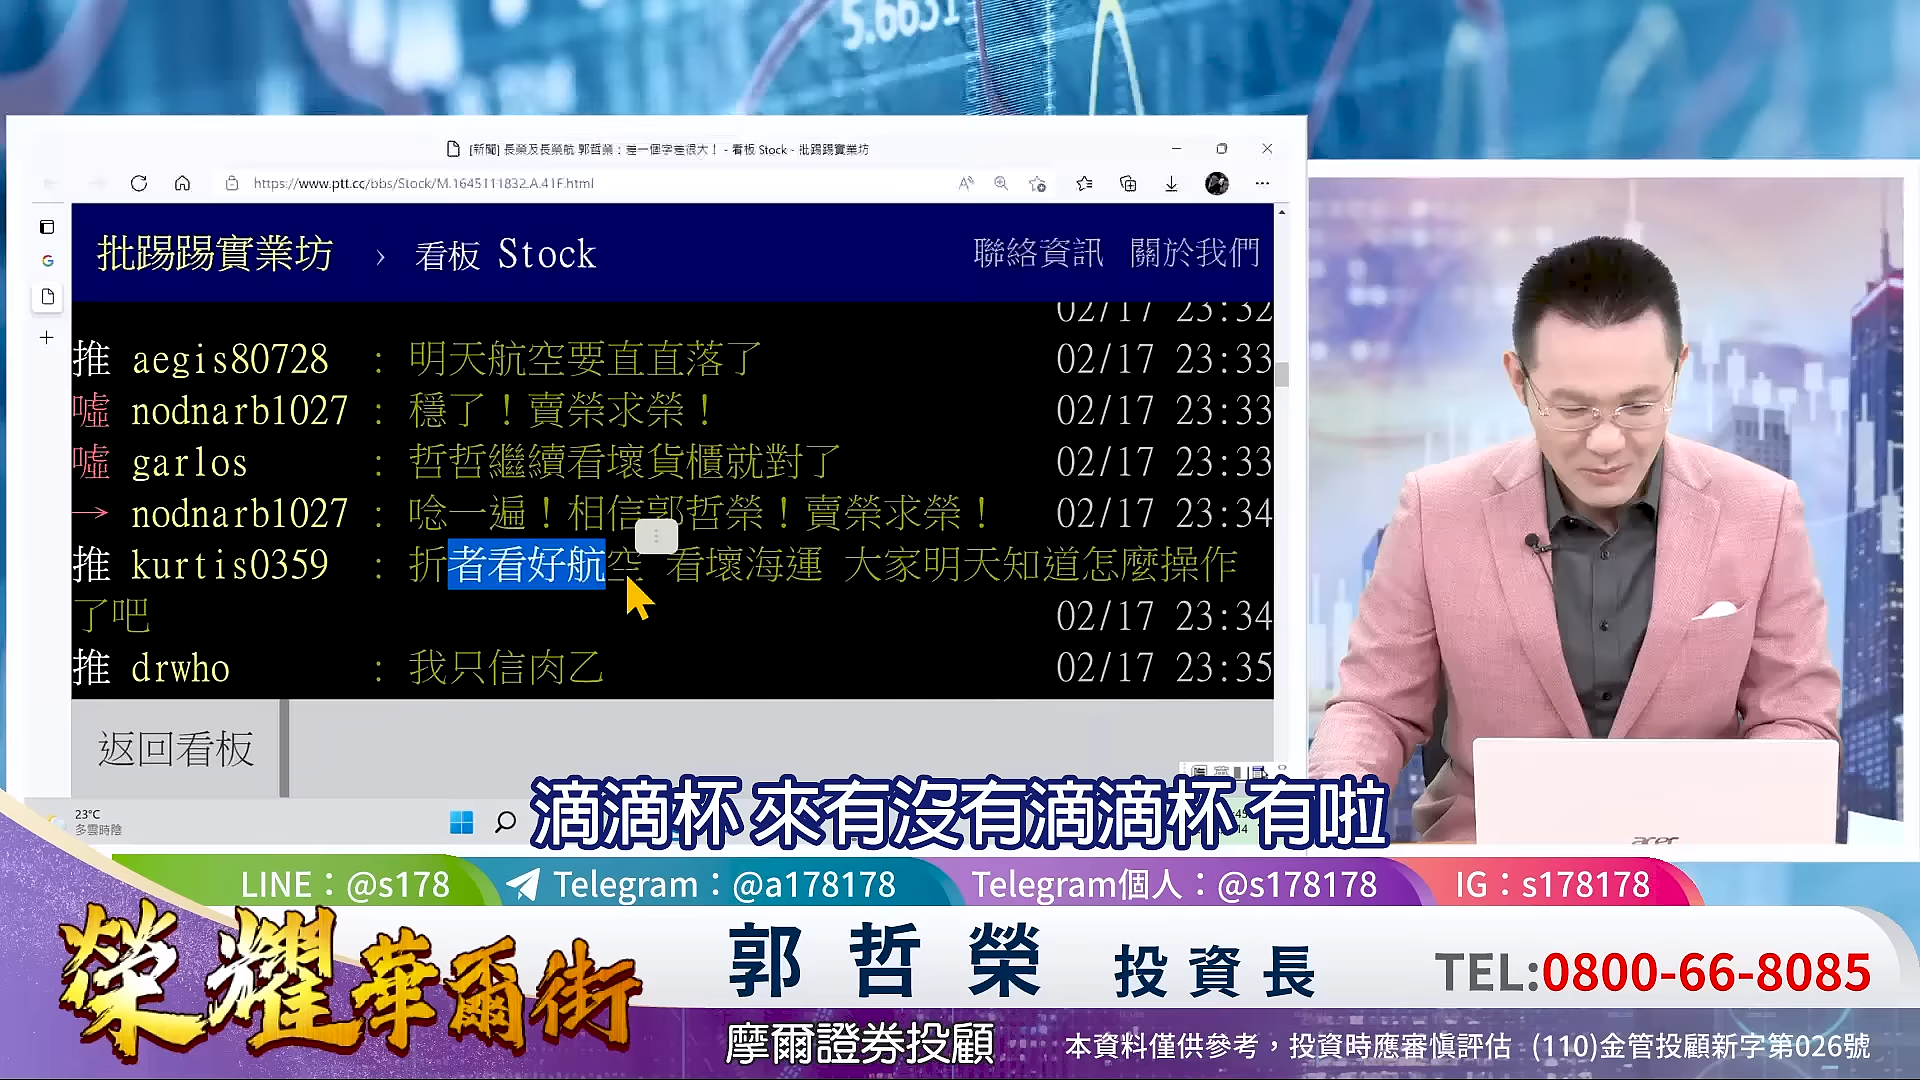 5.6631
[新聞] 長榮及長榮航 郭哲榮：差一個字差很大！ - 看板 Stock - 批踢踢實業坊
https://www.ptt.cc/bbs/Stock/M.1645111832.A.41F.html
批踢踢實業坊 › 看板 Stock 聯絡資訊 關於我們
02/17 23:32
推 aegis80728 : 明天航空要直直落了 02/17 23:33
噓 nodnarb1027 : 穩了！賣榮求榮！ 02/17 23:33
噓 garlos : 哲哲繼續看壞貨櫃就對了 02/17 23:33
→ nodnarb1027 : 唸一遍！相信郭哲榮！賣榮求榮！ 02/17 23:34
推 kurtis0359 : 折者看好航空 看壞海運 大家明天知道怎麼操作
了吧 02/17 23:34
推 drwho : 我只信肉乙 02/17 23:35
返回看板
23°C
多雲時陰
acer
滴滴杯 來有沒有滴滴杯 有啦
LINE：@s178 Telegram：@a178178 Telegram個人：@s178178 IG：s178178
榮耀華爾街
郭哲榮 投資長
TEL:0800-66-8085
摩爾證券投顧
本資料僅供參考，投資時應審慎評估 (110)金管投顧新字第026號